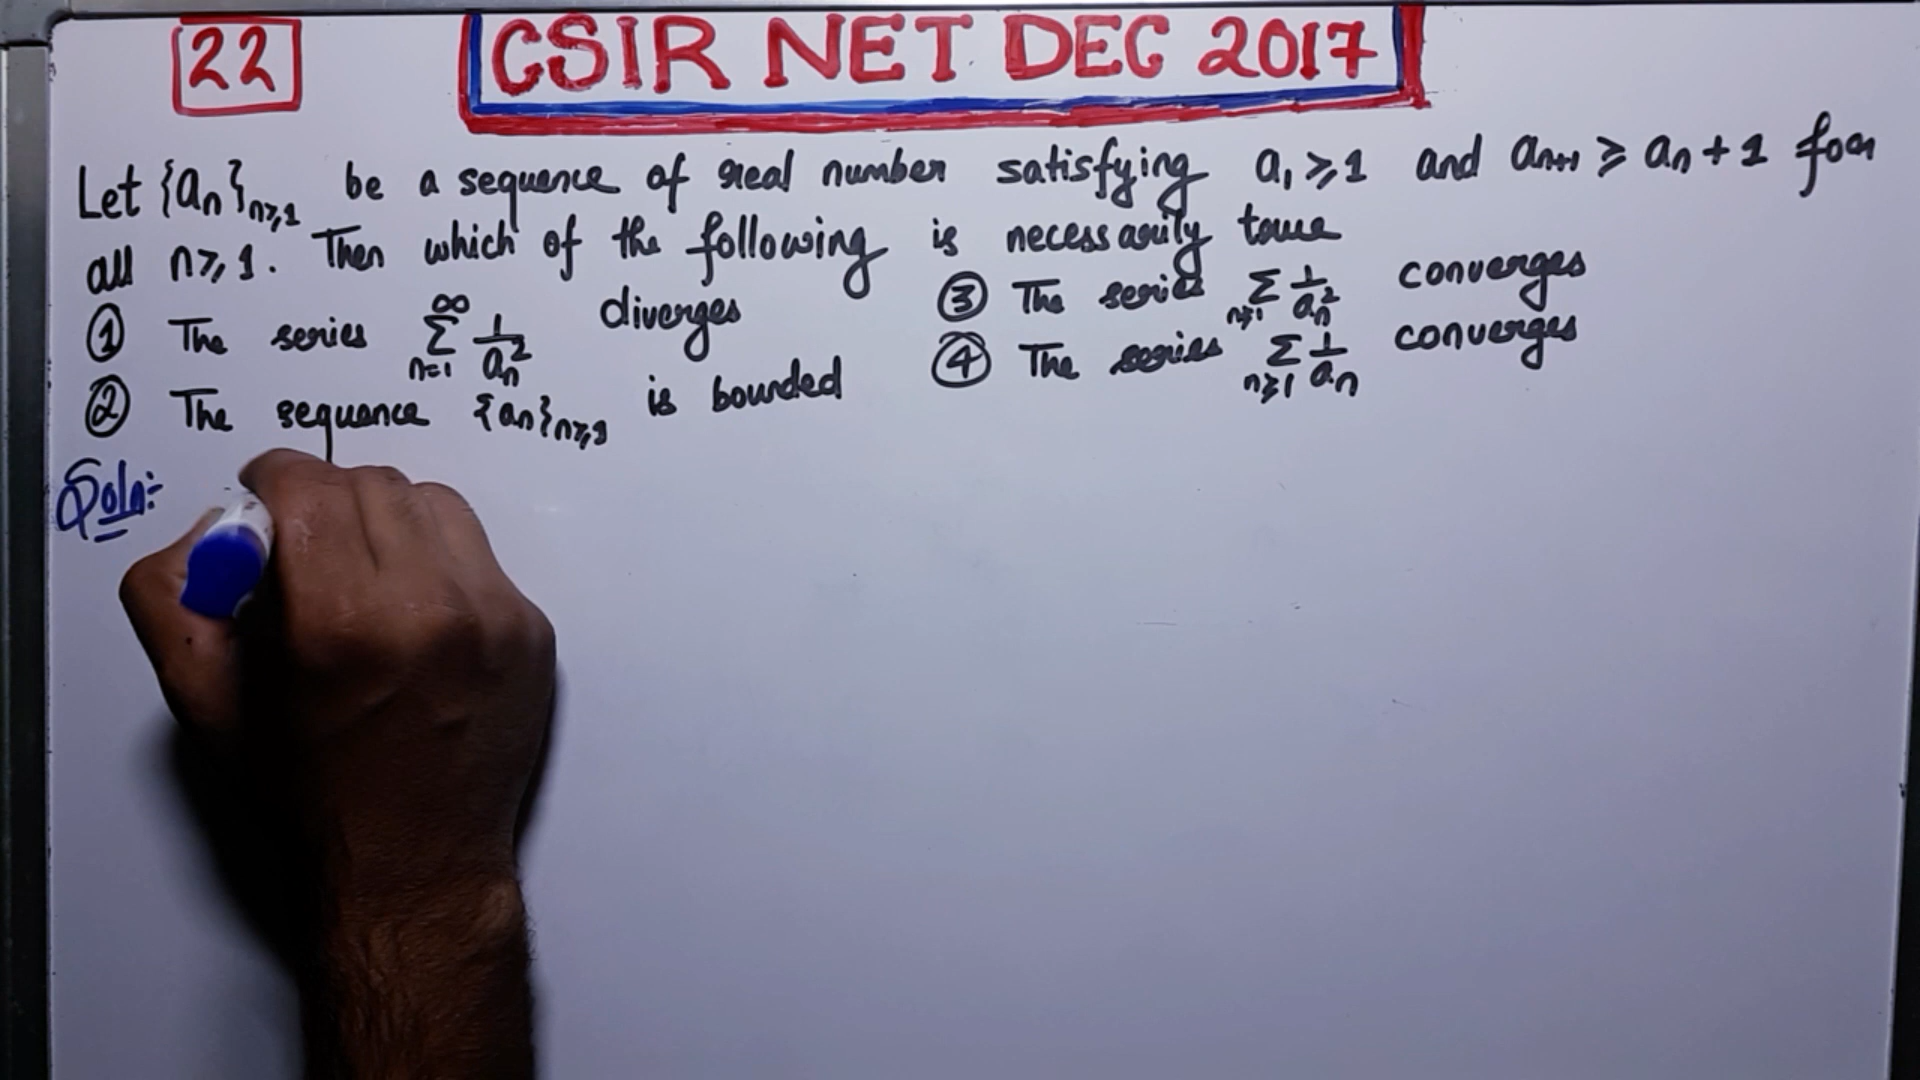 22
CSIR NET DEC 2017
Let {aₙ}ₙ≥₁ be a sequence of real number satisfying a₁ ≥ 1 and aₙ₊₁ ≥ aₙ + 1 for
all n ≥ 1. Then which of the following is necessarily true
① The series ∑ₙ₌₁^∞ 1/aₙ² diverges
② The sequence {aₙ}ₙ≥₁ is bounded
③ The series ∑ₙ≥₁ 1/aₙ² converges
④ The series ∑ₙ≥₁ 1/aₙ converges
Soln:-